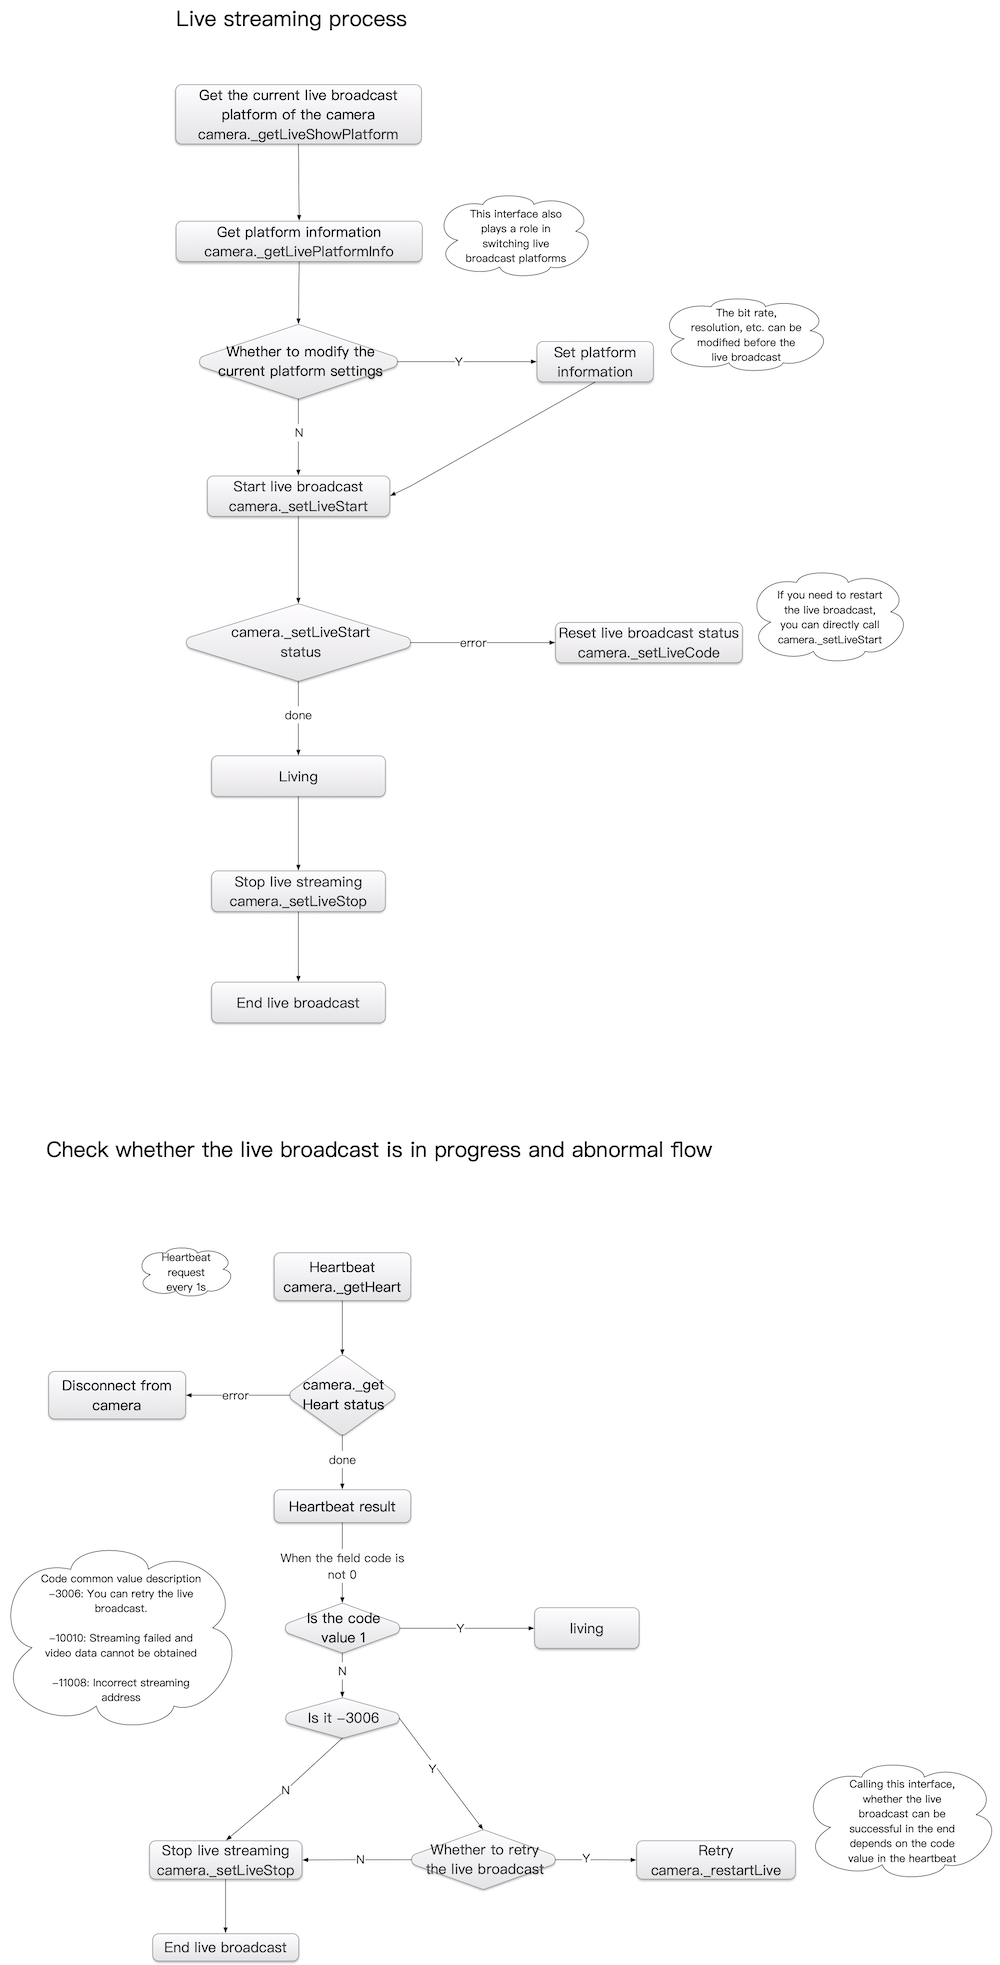 Live streaming process
Get the current live broadcast
platform of the camera
camera._getLiveShowPlatform
Get platform information
camera._getLivePlatformInfo
This interface also
plays a role in
switching live
broadcast platforms
The bit rate,
resolution, etc. can be
modified before the
live broadcast
Whether to modify the
current platform settings
Y
Set platform
information
N
Start live broadcast
camera._setLiveStart
If you need to restart
the live broadcast,
you can directly call
camera._setLiveStart
camera._setLiveStart
status
error
Reset live broadcast status
camera._setLiveCode
done
Living
Stop live streaming
camera._setLiveStop
End live broadcast
Check whether the live broadcast is in progress and abnormal flow
Heartbeat
request
every 1s
Heartbeat
camera._getHeart
Disconnect from
camera
error
camera._get
Heart status
done
Heartbeat result
When the field code is
not 0
Code common value description
-3006: You can retry the live
broadcast.
-10010: Streaming failed and
video data cannot be obtained
-11008: Incorrect streaming
address
Is the code
value 1
Y
living
N
Is it -3006
N
Y
Calling this interface,
whether the live
broadcast can be
successful in the end
depends on the code
value in the heartbeat
Stop live streaming
camera._setLiveStop
N
Whether to retry
the live broadcast
Y
Retry
camera._restartLive
End live broadcast